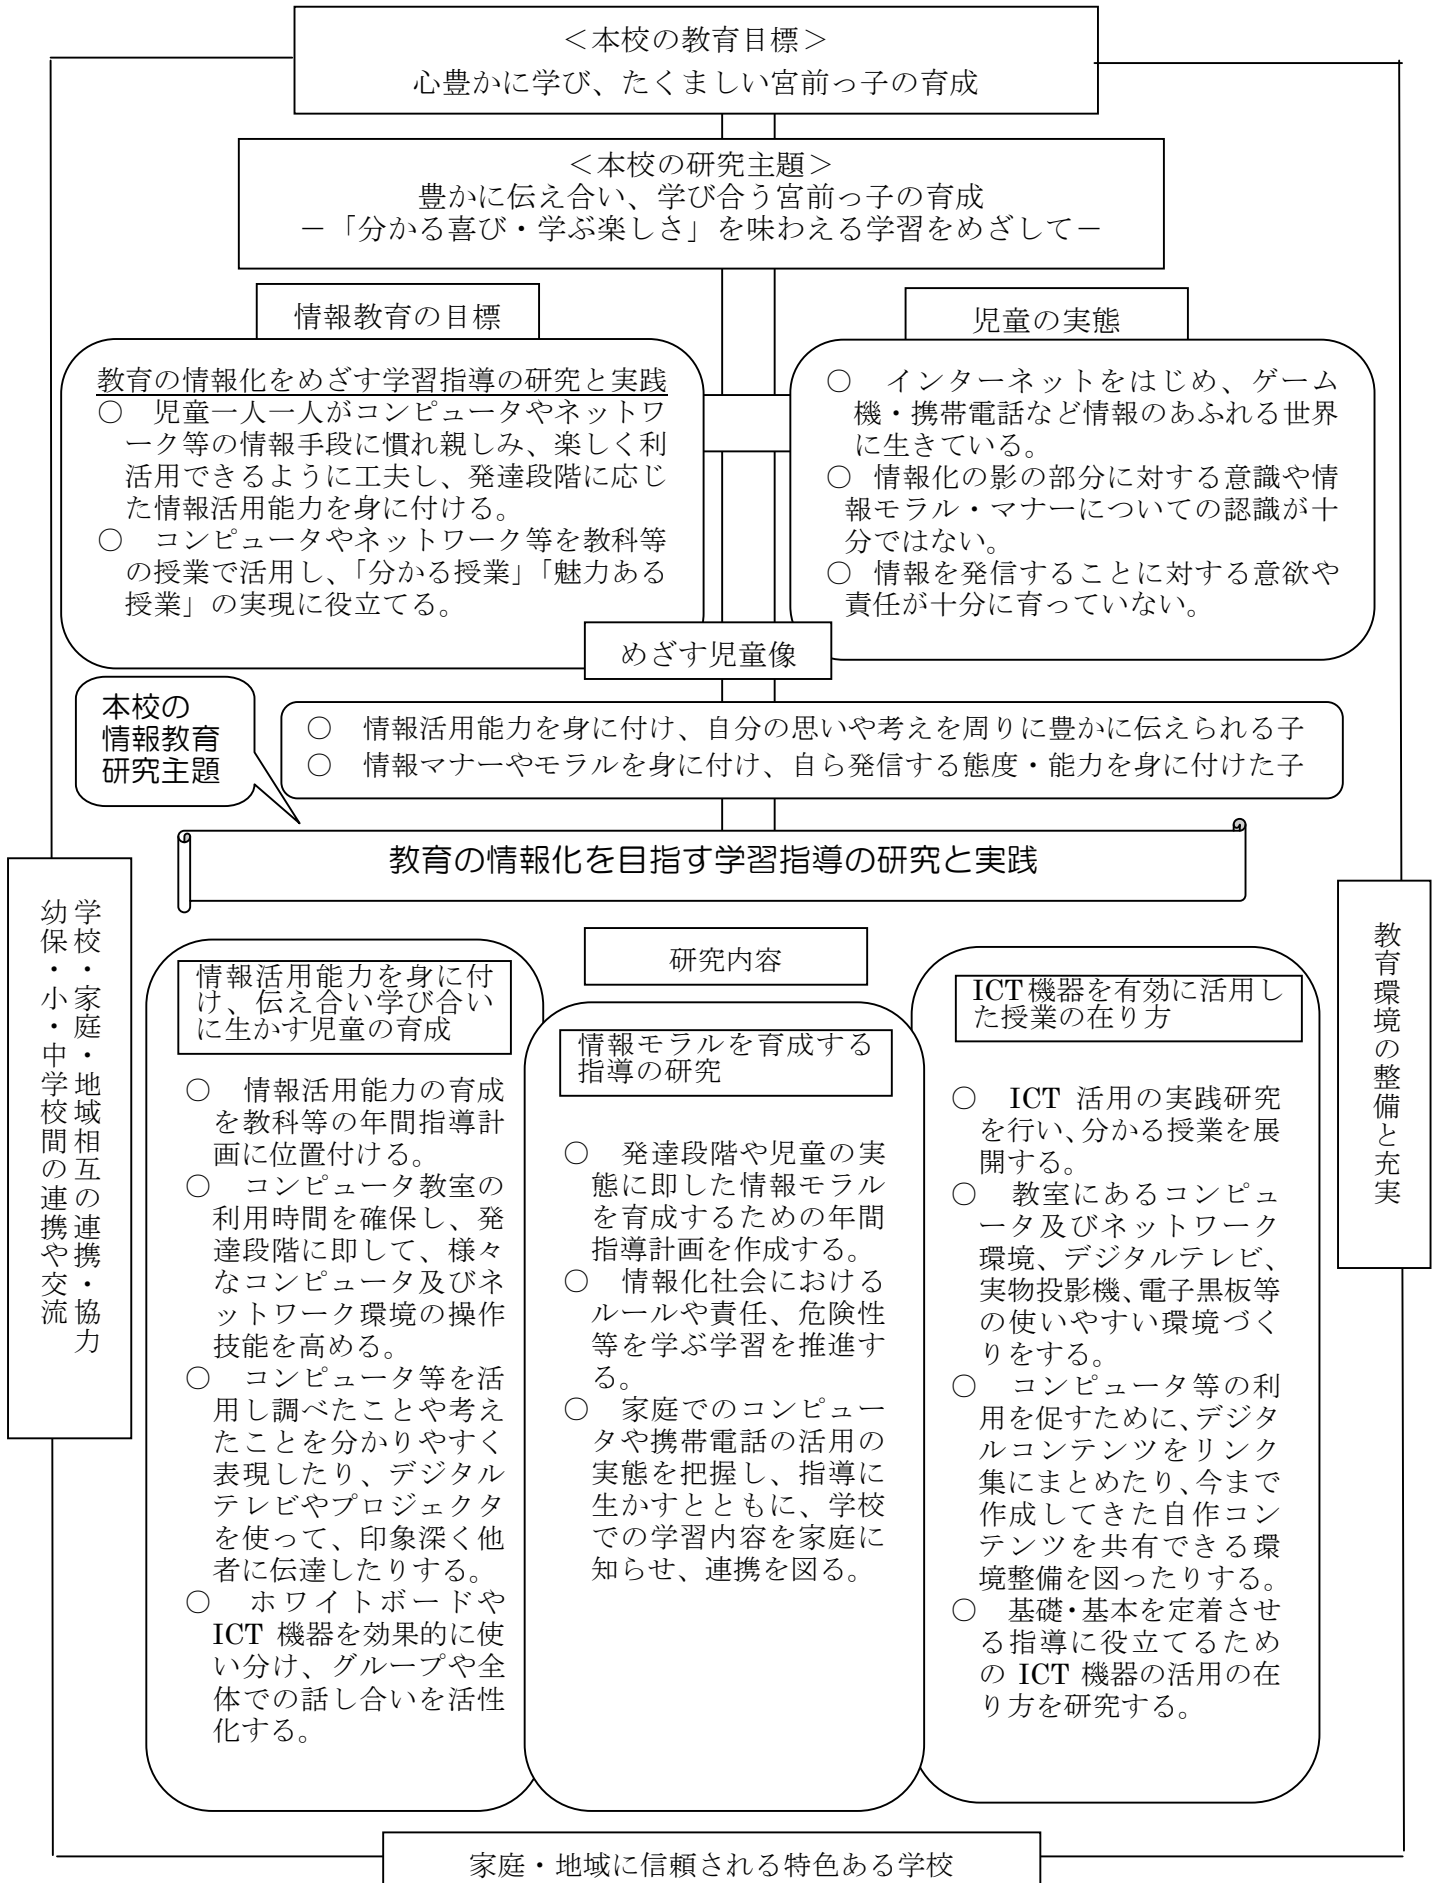 ＜本校の教育目標＞
心豊かに学び、たくましい宮前っ子の育成
＜本校の研究主題＞
豊かに伝え合い、学び合う宮前っ子の育成
－「分かる喜び・学ぶ楽しさ」を味わえる学習をめざして－
情報教育の目標
教育の情報化をめざす学習指導の研究と実践
○　児童一人一人がコンピュータやネットワ
ーク等の情報手段に慣れ親しみ、楽しく利
活用できるように工夫し、発達段階に応じ
た情報活用能力を身に付ける。
○　コンピュータやネットワーク等を教科等
の授業で活用し、「分かる授業」「魅力ある
授業」の実現に役立てる。
児童の実態
○　インターネットをはじめ、ゲーム
機・携帯電話など情報のあふれる世界
に生きている。
○　情報化の影の部分に対する意識や情
報モラル・マナーについての認識が十
分ではない。
○　情報を発信することに対する意欲や
責任が十分に育っていない。
めざす児童像
○　情報活用能力を身に付け、自分の思いや考えを周りに豊かに伝えられる子
○　情報マナーやモラルを身に付け、自ら発信する態度・能力を身に付けた子
本校の
情報教育
研究主題
教育の情報化を目指す学習指導の研究と実践
学校・家庭・地域相互の連携・協力
幼保・小・中学校間の連携や交流
研究内容
情報活用能力を身に付
け、伝え合い学び合い
に生かす児童の育成
○　情報活用能力の育成
を教科等の年間指導計
画に位置付ける。
○　コンピュータ教室の
利用時間を確保し、発
達段階に即して、様々
なコンピュータ及びネ
ットワーク環境の操作
技能を高める。
○　コンピュータ等を活
用し調べたことや考え
たことを分かりやすく
表現したり、デジタル
テレビやプロジェクタ
を使って、印象深く他
者に伝達したりする。
○　ホワイトボードや
ICT 機器を効果的に使
い分け、グループや全
体での話し合いを活性
化する。
情報モラルを育成する
指導の研究
○　発達段階や児童の実
態に即した情報モラル
を育成するための年間
指導計画を作成する。
○　情報化社会における
ルールや責任、危険性
等を学ぶ学習を推進す
る。
○　家庭でのコンピュー
タや携帯電話の活用の
実態を把握し、指導に
生かすとともに、学校
での学習内容を家庭に
知らせ、連携を図る。
ICT機器を有効に活用し
た授業の在り方
○　ICT 活用の実践研究
を行い、分かる授業を展
開する。
○　教室にあるコンピュ
ータ及びネットワーク
環境、デジタルテレビ、
実物投影機、電子黒板等
の使いやすい環境づく
りをする。
○　コンピュータ等の利
用を促すために、デジタ
ルコンテンツをリンク
集にまとめたり、今まで
作成してきた自作コン
テンツを共有できる環
境整備を図ったりする。
○　基礎・基本を定着させ
る指導に役立てるため
の ICT 機器の活用の在
り方を研究する。
教育環境の整備と充実
家庭・地域に信頼される特色ある学校